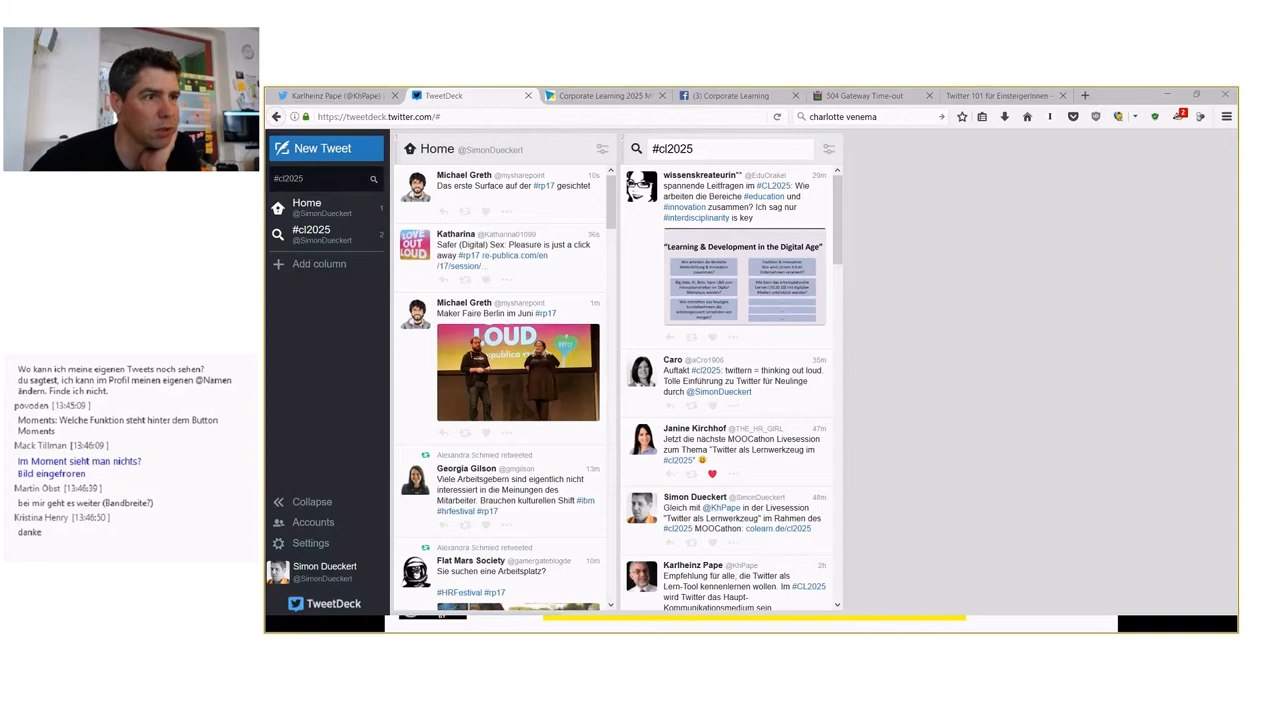 Karlheinz Pape (@KhPape)
TweetDeck
Corporate Learning 2025 M
(3) Corporate Learning
504 Gateway Time-out
Twitter 101 für EinsteigerInnen -
https://tweetdeck.twitter.com/#
charlotte venema
2
New Tweet
#cl2025
Home
@SimonDueckert
1
#cl2025
@SimonDueckert
2
Add column
Collapse
Accounts
Settings
Simon Dueckert
@SimonDueckert
TweetDeck
1
Home @SimonDueckert
Michael Greth @mysharepoint 10s
Das erste Surface auf der #rp17 gesichtet
Katharina @Kathanna01099 36s
Safer (Digital) Sex: Pleasure is just a click
away #rp17 re-publica.com/en
/17/session/…
Michael Greth @mysharepoint 1m
Maker Faire Berlin im Juni #rp17
LOUD
Alexandra Schmied retweeted
Georgia Gilson @gmgilson 13m
Viele Arbeitsgebern sind eigentlich nicht
interessiert in die Meinungen des
Mitarbeiter. Brauchen kulturellen Shift #ibm
#hrfestival #rp17
Alexandra Schmied retweeted
Flat Mars Society @gamergateblogde 10m
Sie suchen eine Arbeitsplatz?
#HRFestival #rp17
2
#cl2025
wissenskreateurin** @EduOrakel 29m
spannende Leitfragen im #CL2025: Wie
arbeiten die Bereiche #education und
#innovation zusammen? Ich sag nur
#interdisciplinarity is key
"Learning & Development in the Digital Age"
Caro @aCro1906 35m
Auftakt #cl2025: twittern = thinking out loud.
Tolle Einführung zu Twitter für Neulinge
durch @SimonDueckert
Janine Kirchhof @THE_HR_GIRL 47m
Jetzt die nächste MOOCathon Livesession
zum Thema "Twitter als Lernwerkzeug im
#cl2025"
Simon Dueckert @SimonDueckert 48m
Gleich mit @KhPape in der Livesession
"Twitter als Lernwerkzeug" im Rahmen des
#cl2025 MOOCathon: colearn.de/cl2025
Karlheinz Pape @KhPape 2h
Empfehlung für alle, die Twitter als
Lern-Tool kennenlernen wollen. Im #CL2025
wird Twitter das Haupt-
Kommunikationsmedium sein
Wo kann ich meine eigenen Tweets noch sehen?
du sagtest, ich kann im Profil meinen eigenen @Namen
ändern. Finde ich nicht.
povoden [13:45:09 ]
Moments: Welche Funktion steht hinter dem Button
Moments
Mack Tillman [13:46:09 ]
Im Moment sieht man nichts?
Bild eingefroren
Martin Obst [13:46:39 ]
bei mir geht es weiter (Bandbreite?)
Kristina Henry [13:46:50 ]
danke